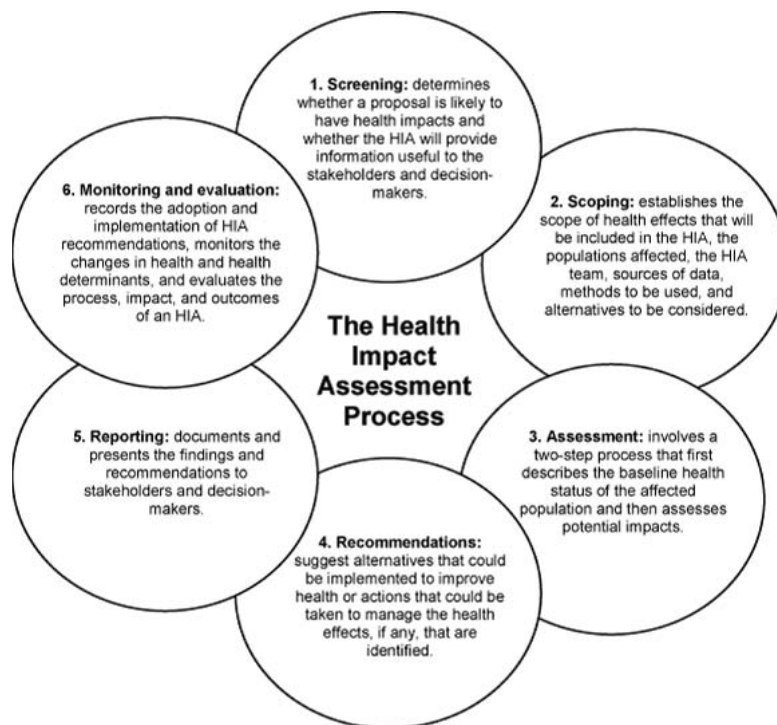 1. Screening: determines
whether a proposal is likely to
have health impacts and
whether the HIA will provide
information useful to the
stakeholders and decision-
makers.
2. Scoping: establishes the
scope of health effects that will
be included in the HIA, the
populations affected, the HIA
team, sources of data,
methods to be used, and
alternatives to be considered.
3. Assessment: involves a
two-step process that first
describes the baseline health
status of the affected
population and then assesses
potential impacts.
4. Recommendations:
suggest alternatives that could
be implemented to improve
health or actions that could be
taken to manage the health
effects, if any, that are
identified.
5. Reporting: documents and
presents the findings and
recommendations to
stakeholders and decision-
makers.
6. Monitoring and evaluation:
records the adoption and
implementation of HIA
recommendations, monitors the
changes in health and health
determinants, and evaluates the
process, impact, and outcomes
of an HIA.
The Health
Impact
Assessment
Process